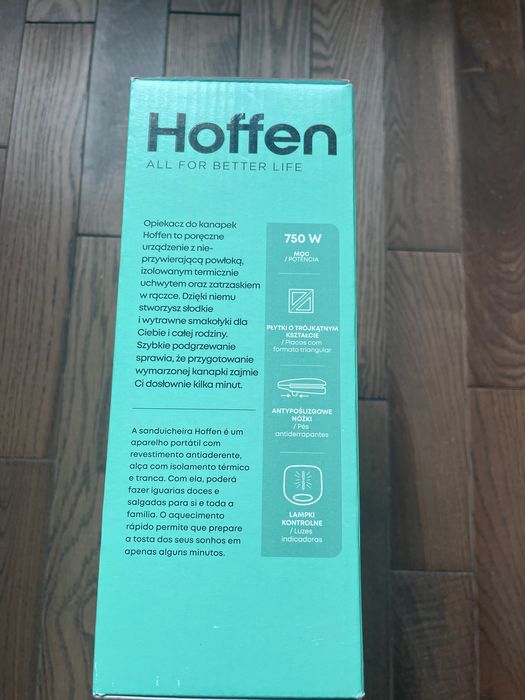 Hoffen
ALL FOR BETTER LIFE
Opiekacz do kanapek
Hoffen to poręczne
urządzenie z nie-
przywierającą powłoką,
izolowanym termicznie
uchwytem oraz zatrzaskiem
w rączce. Dzięki niemu
stworzysz słodkie
i wytrawne smakołyki dla
Ciebie i całej rodziny.
Szybkie podgrzewanie
sprawia, że przygotowanie
wymarzonej kanapki zajmie
Ci dosłownie kilka minut.
A sanduicheira Hoffen é um
aparelho portátil com
revestimento antiaderente,
alça com isolamento térmico
e tranca. Com ela, poderá
fazer iguarias doces e
salgadas para si e toda a
família. O aquecimento
rápido permite que prepare
a tosta dos seus sonhos em
apenas alguns minutos.
750 W
MOC
/ POTÊNCIA
PŁYTKI O TRÓJKĄTNYM
KSZTAŁCIE
/ Placas com
formato triangular
ANTYPOŚLIZGOWE
NÓŻKI
/ Pés
antiderrapantes
LAMPKI
KONTROLNE
/ Luzes
indicadoras